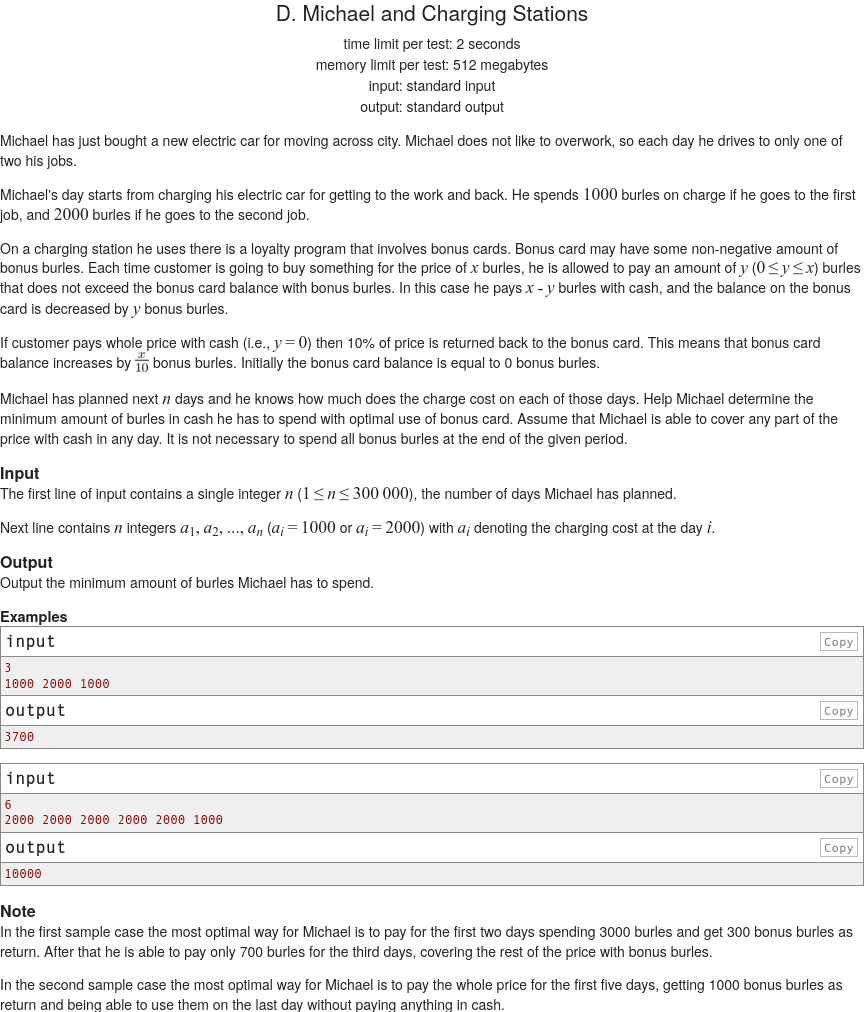 D. Michael and Charging Stations
time limit per test: 2 seconds
memory limit per test: 512 megabytes
input: standard input
output: standard output
Michael has just bought a new electric car for moving across city. Michael does not like to overwork, so each day he drives to only one of
two his jobs.
Michael's day starts from charging his electric car for getting to the work and back. He spends 1000 burles on charge if he goes to the first
job, and 2000 burles if he goes to the second job.
On a charging station he uses there is a loyalty program that involves bonus cards. Bonus card may have some non-negative amount of
bonus burles. Each time customer is going to buy something for the price of x burles, he is allowed to pay an amount of y (0 ≤ y ≤ x) burles
that does not exceed the bonus card balance with bonus burles. In this case he pays x - y burles with cash, and the balance on the bonus
card is decreased by y bonus burles.
If customer pays whole price with cash (i.e., y = 0) then 10% of price is returned back to the bonus card. This means that bonus card
balance increases by x/10 bonus burles. Initially the bonus card balance is equal to 0 bonus burles.
Michael has planned next n days and he knows how much does the charge cost on each of those days. Help Michael determine the
minimum amount of burles in cash he has to spend with optimal use of bonus card. Assume that Michael is able to cover any part of the
price with cash in any day. It is not necessary to spend all bonus burles at the end of the given period.
Input
The first line of input contains a single integer n (1 ≤ n ≤ 300 000), the number of days Michael has planned.
Next line contains n integers a1, a2, ..., an (ai = 1000 or ai = 2000) with ai denoting the charging cost at the day i.
Output
Output the minimum amount of burles Michael has to spend.
Examples
input
Copy
3
1000 2000 1000
output
Copy
3700
input
Copy
6
2000 2000 2000 2000 2000 1000
output
Copy
10000
Note
In the first sample case the most optimal way for Michael is to pay for the first two days spending 3000 burles and get 300 bonus burles as
return. After that he is able to pay only 700 burles for the third days, covering the rest of the price with bonus burles.
In the second sample case the most optimal way for Michael is to pay the whole price for the first five days, getting 1000 bonus burles as
return and being able to use them on the last day without paying anything in cash.